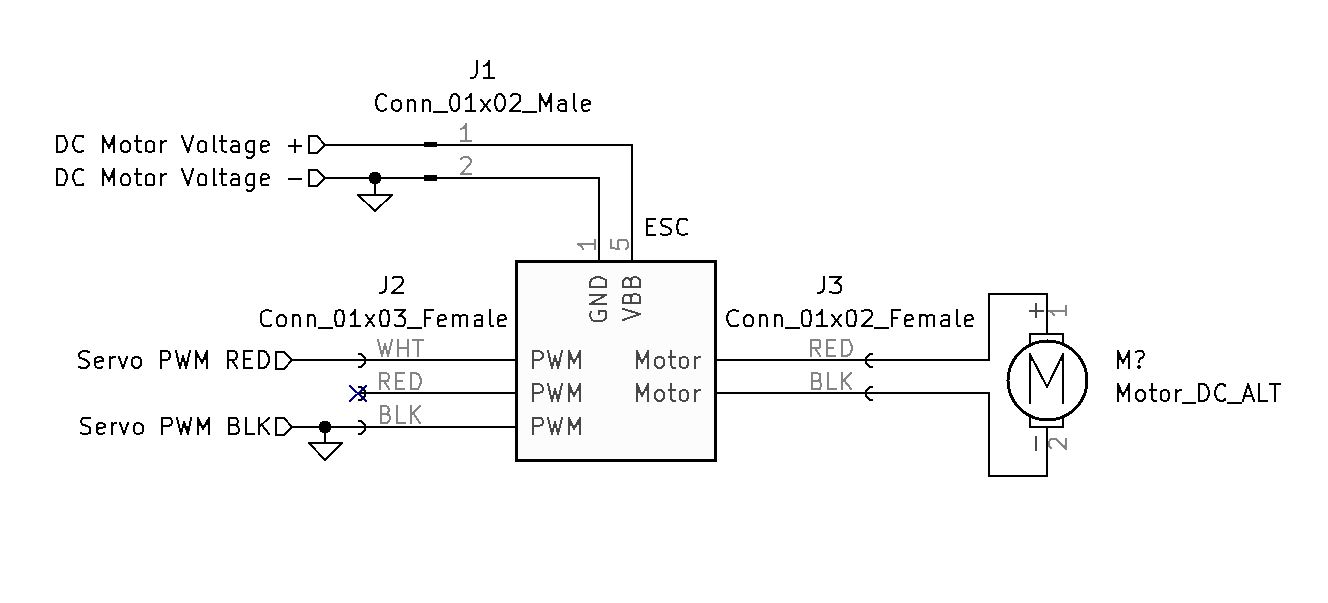 J1
Conn_01x02_Male
DC Motor Voltage +
1
DC Motor Voltage -
2
ESC
1
5
GND
VBB
J2
Conn_01x03_Female
J3
Conn_01x02_Female
+
1
Servo PWM RED
WHT
PWM
Motor
RED
M?
RED
PWM
Motor
BLK
Motor_DC_ALT
M
Servo PWM BLK
BLK
PWM
-
2